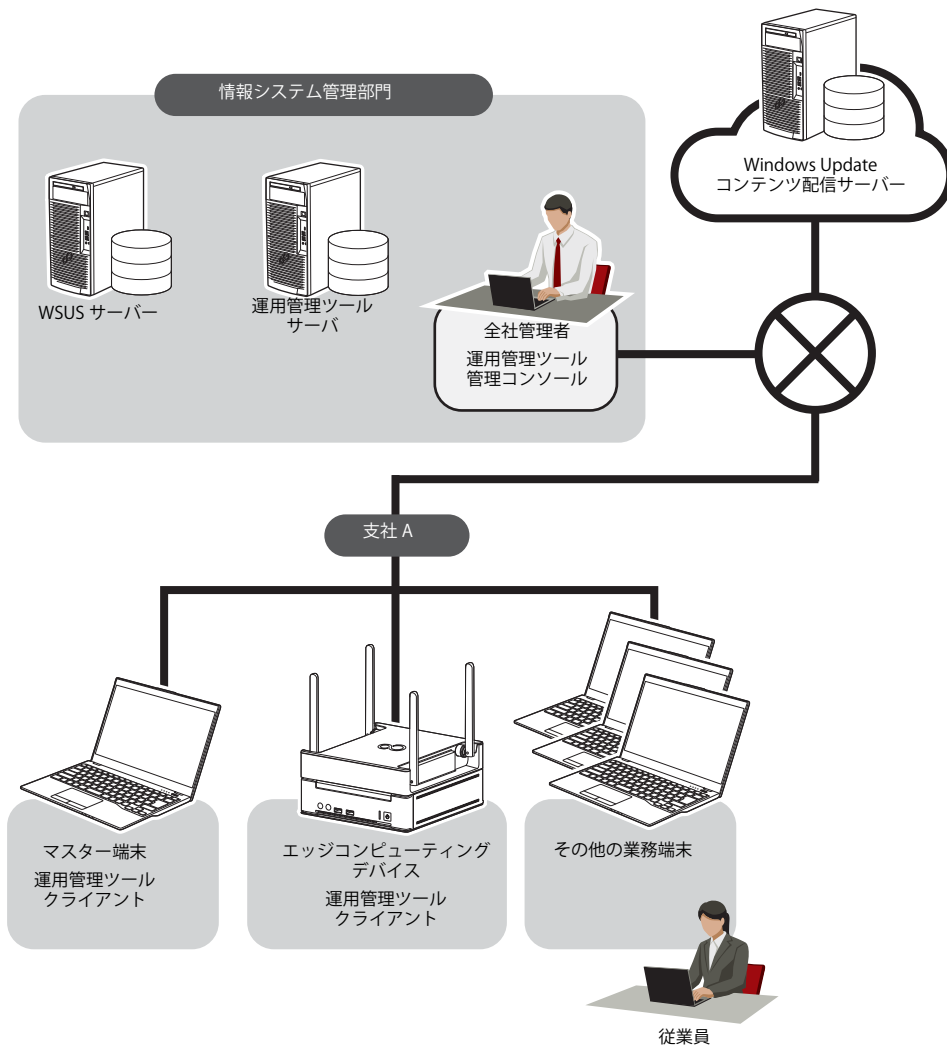 情報システム管理部門
Windows Update
コンテンツ配信サーバー
WSUS サーバー
運用管理ツール
サーバ
全社管理者
運用管理ツール
管理コンソール
支社 A
マスター端末
運用管理ツール
クライアント
エッジコンピューティング
デバイス
運用管理ツール
クライアント
その他の業務端末
従業員